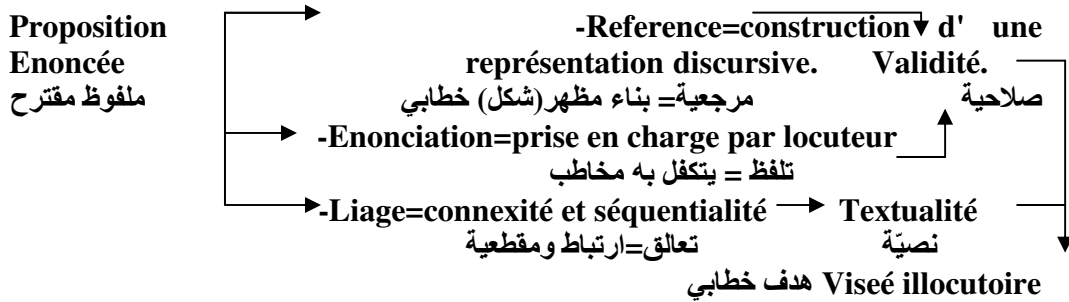 Proposition -Reference=construction d' une
Enoncée représentation discursive. Validité.
ملفوظ مقترح مرجعية= بناء مظهر(شكل) خطابي صلاحية
-Enonciation=prise en charge par locuteur
تلفظ = يتكفل به مخاطب
-Liage=connexité et séquentialité Textualité
تعالق=ارتباط ومقطعية نصيّة
Viseé illocutoire هدف خطابي